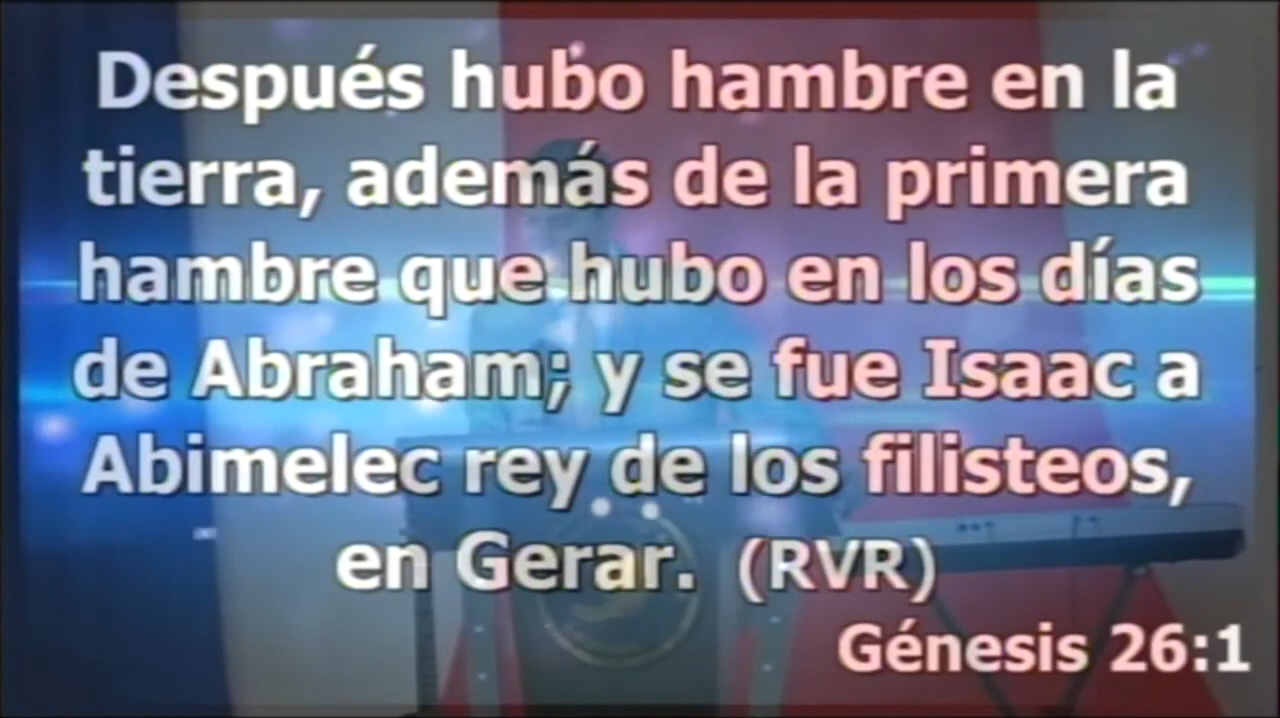 Después hubo hambre en la
tierra, además de la primera
hambre que hubo en los días
de Abraham; y se fue Isaac a
Abimelec rey de los filisteos,
en Gerar. (RVR)
Génesis 26:1